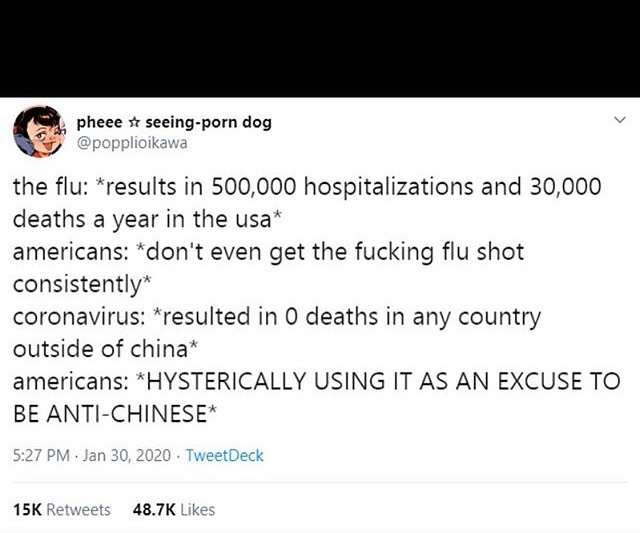 pheee ☆ seeing-porn dog
@popplioikawa
the flu: *results in 500,000 hospitalizations and 30,000
deaths a year in the usa*
americans: *don't even get the fucking flu shot
consistently*
coronavirus: *resulted in 0 deaths in any country
outside of china*
americans: *HYSTERICALLY USING IT AS AN EXCUSE TO
BE ANTI-CHINESE*
5:27 PM · Jan 30, 2020 · TweetDeck
15K Retweets 48.7K Likes